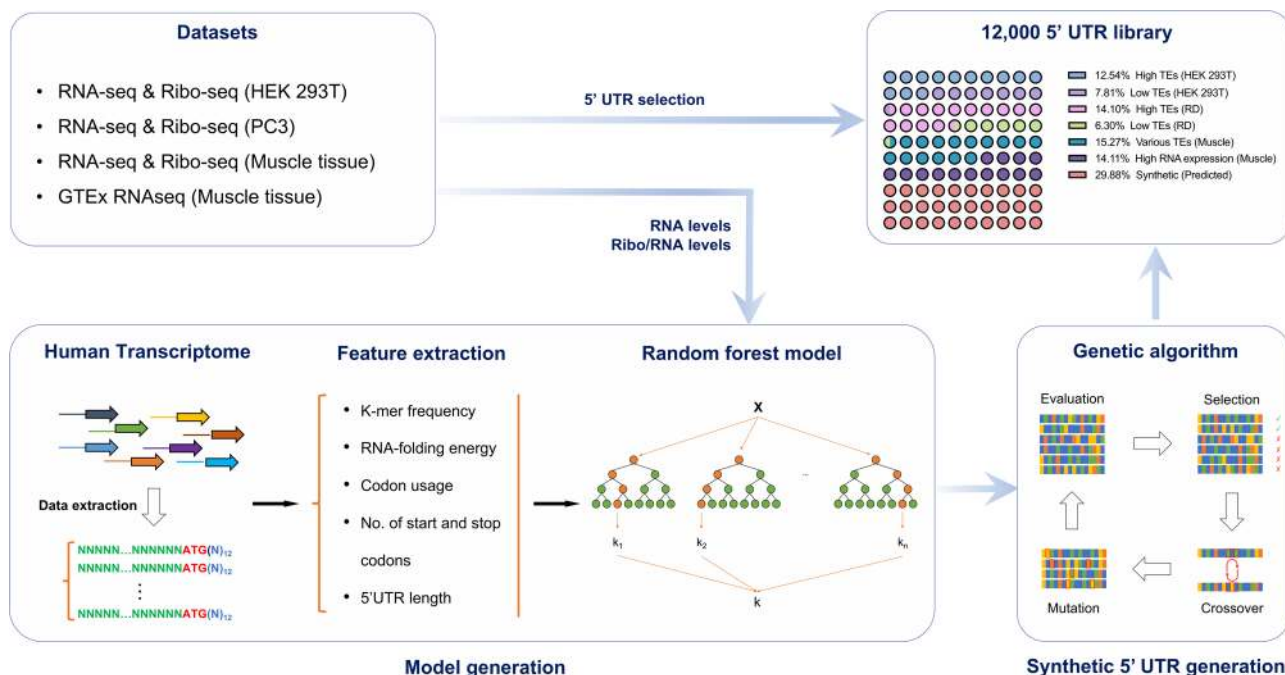 Datasets
• RNA-seq & Ribo-seq (HEK 293T)
• RNA-seq & Ribo-seq (PC3)
• RNA-seq & Ribo-seq (Muscle tissue)
• GTEx RNAseq (Muscle tissue)
5' UTR selection
RNA levels
Ribo/RNA levels
12,000 5' UTR library
12.54% High TEs (HEK 293T)
7.81% Low TEs (HEK 293T)
14.10% High TEs (RD)
6.30% Low TEs (RD)
15.27% Various TEs (Muscle)
14.11% High RNA expression (Muscle)
29.88% Synthetic (Predicted)
Human Transcriptome
Data extraction
NNNNN...NNNNNNATG(N)12
NNNNN...NNNNNNATG(N)12
⋮
NNNNN...NNNNNNATG(N)12
Feature extraction
• K-mer frequency
• RNA-folding energy
• Codon usage
• No. of start and stop
codons
• 5'UTR length
Random forest model
X
...
k1
k2
kn
k
Model generation
Genetic algorithm
Evaluation
Selection
Mutation
Crossover
Synthetic 5' UTR generation